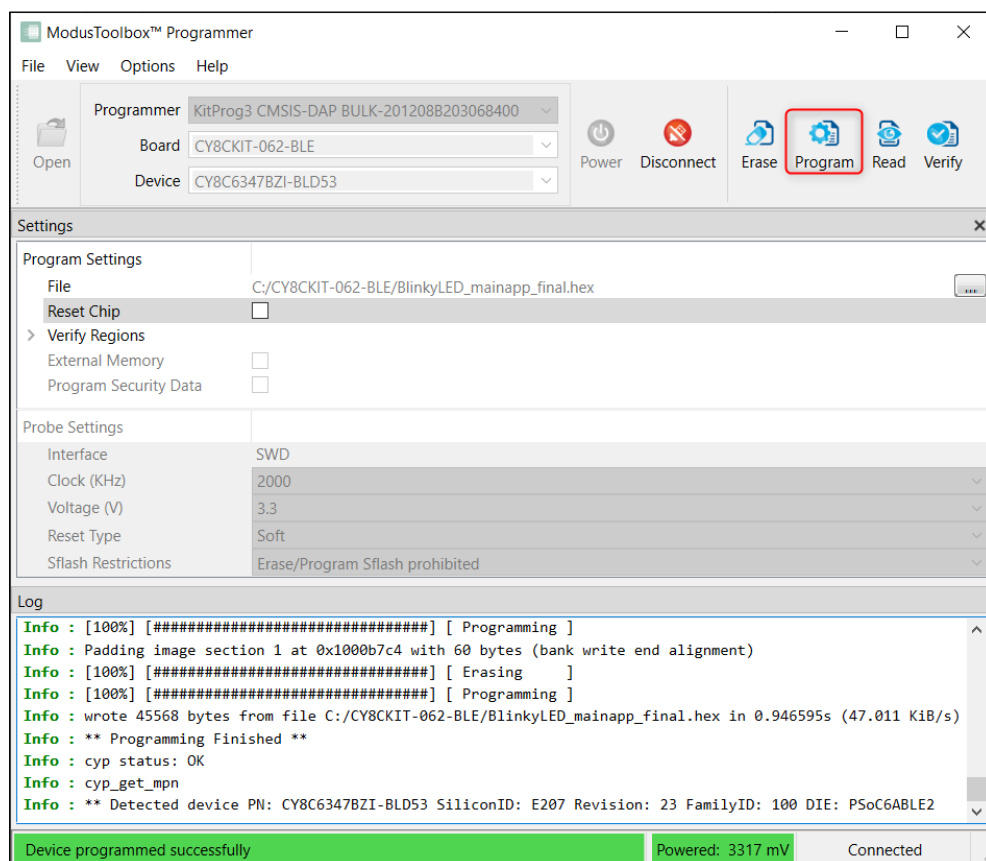 ModusToolbox™ Programmer
File View Options Help
Open
Programmer KitProg3 CMSIS-DAP BULK-201208B203068400
Board CY8CKIT-062-BLE
Device CY8C6347BZI-BLD53
Power Disconnect Erase Program Read Verify
Settings
Program Settings
File C:/CY8CKIT-062-BLE/BlinkyLED_mainapp_final.hex ...
Reset Chip
Verify Regions
External Memory
Program Security Data
Probe Settings
Interface SWD
Clock (KHz) 2000
Voltage (V) 3.3
Reset Type Soft
Sflash Restrictions Erase/Program Sflash prohibited
Log
Info : [100%] [################################] [ Programming ]
Info : Padding image section 1 at 0x1000b7c4 with 60 bytes (bank write end alignment)
Info : [100%] [################################] [ Erasing ]
Info : [100%] [################################] [ Programming ]
Info : wrote 45568 bytes from file C:/CY8CKIT-062-BLE/BlinkyLED_mainapp_final.hex in 0.946595s (47.011 KiB/s)
Info : ** Programming Finished **
Info : cyp status: OK
Info : cyp_get_mpn
Info : ** Detected device PN: CY8C6347BZI-BLD53 SiliconID: E207 Revision: 23 FamilyID: 100 DIE: PSoC6ABLE2
Device programmed successfully Powered: 3317 mV Connected